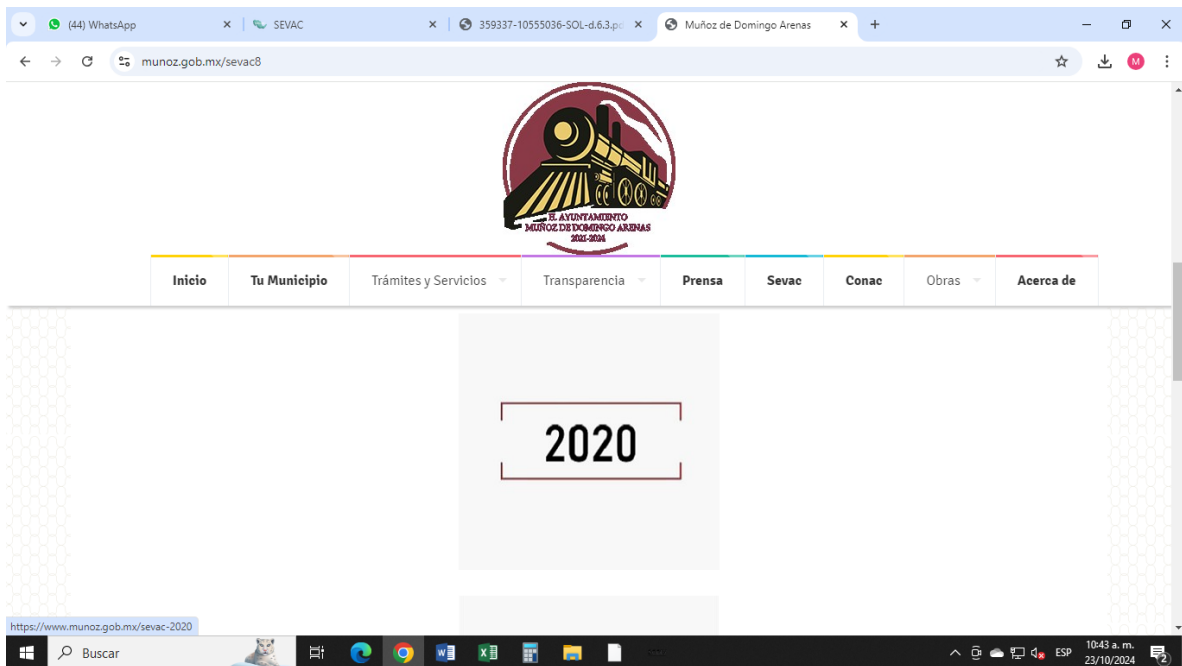 (44) WhatsApp
SEVAC
359337-10555036-SOL-d.6.3.pd
Muñoz de Domingo Arenas
munoz.gob.mx/sevac8
M
H. AYUNTAMIENTO
MUÑOZ DE DOMINGO ARENAS
2021-2024
Inicio Tu Municipio Trámites y Servicios Transparencia Prensa Sevac Conac Obras Acerca de
2020
https://www.munoz.gob.mx/sevac-2020
Buscar
ESP
10:43 a. m.
23/10/2024
2